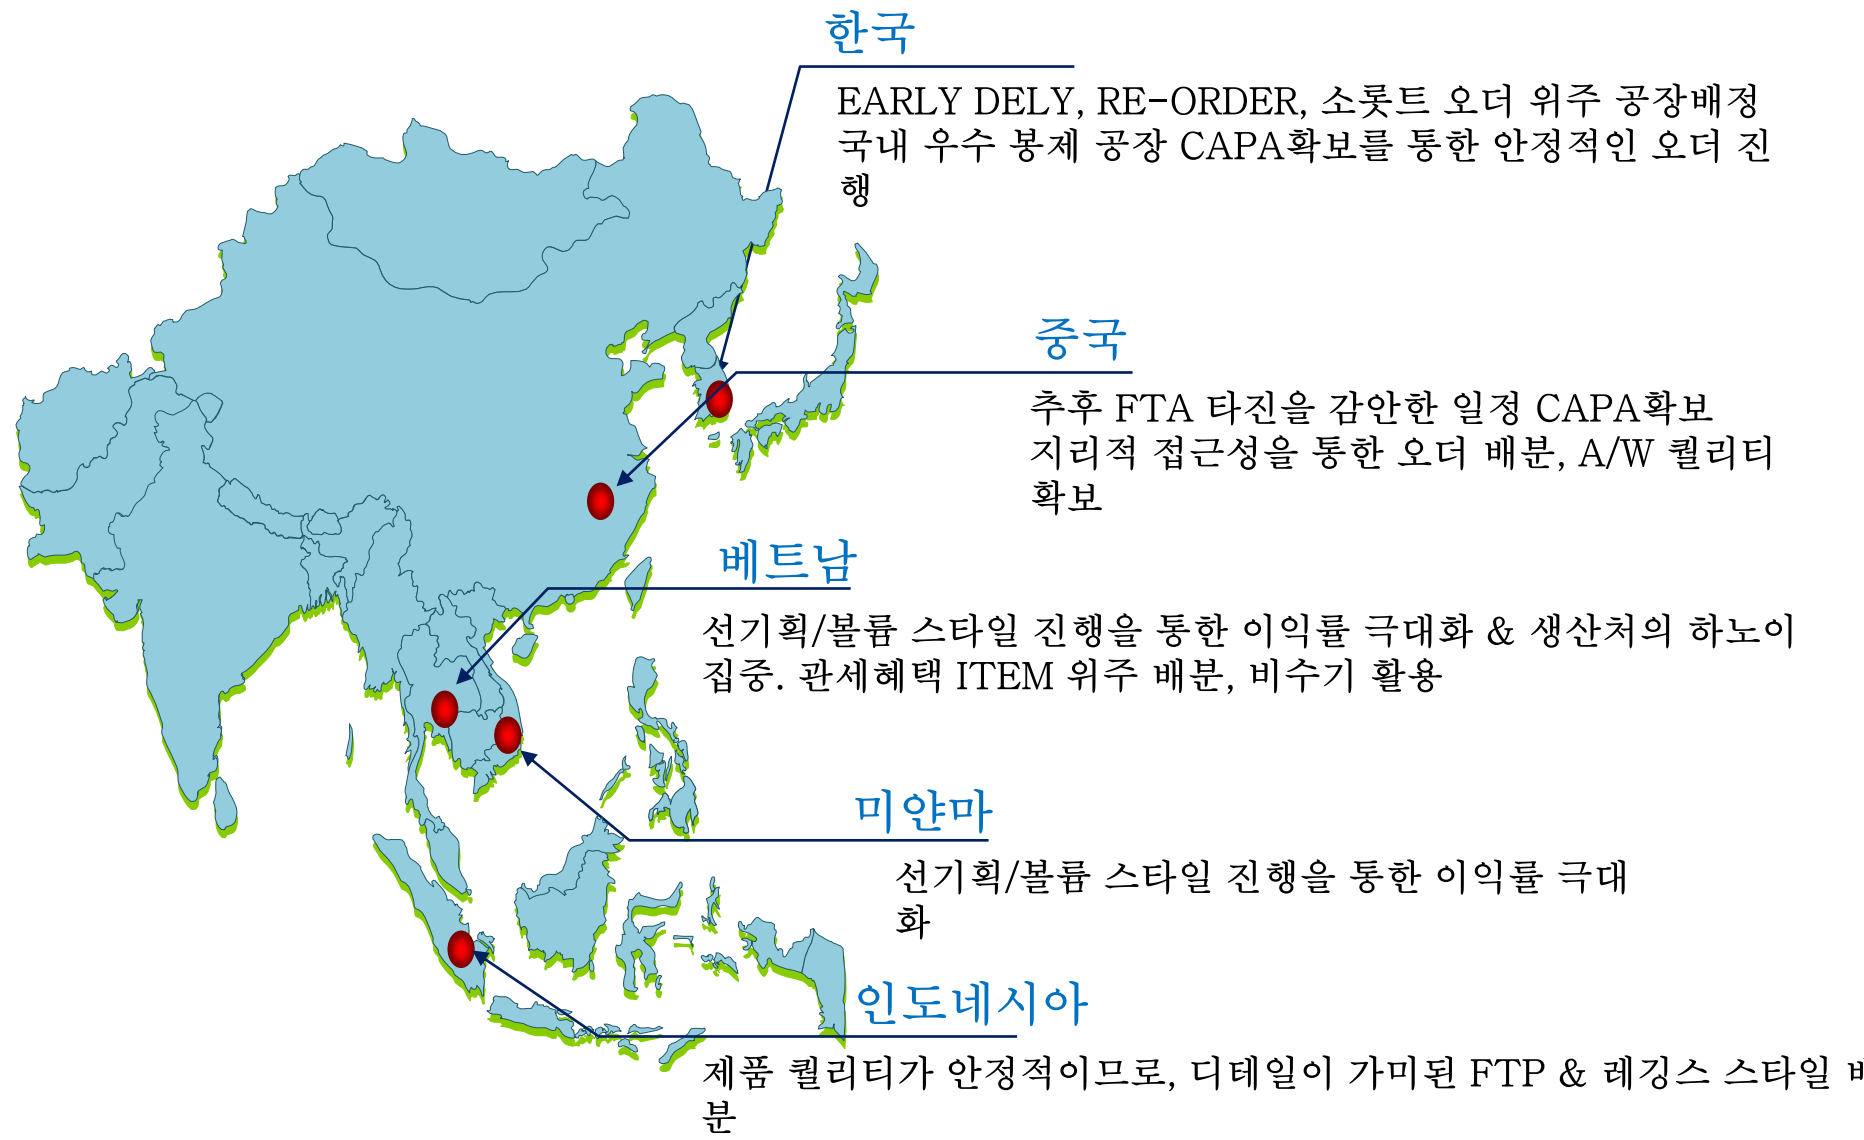 한국
EARLY DELY, RE-ORDER, 소롯트 오더 위주 공장배정
국내 우수 봉제 공장 CAPA확보를 통한 안정적인 오더 진
행
중국
추후 FTA 타진을 감안한 일정 CAPA확보
지리적 접근성을 통한 오더 배분, A/W 퀄리티
확보
베트남
선기획/볼륨 스타일 진행을 통한 이익률 극대화 & 생산처의 하노이
집중. 관세혜택 ITEM 위주 배분, 비수기 활용
미얀마
선기획/볼륨 스타일 진행을 통한 이익률 극대
화
인도네시아
제품 퀄리티가 안정적이므로, 디테일이 가미된 FTP & 레깅스 스타일
분